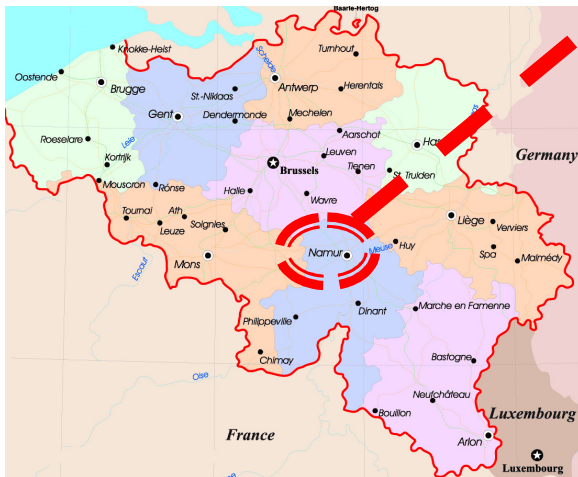 Baarle-Hertog
Knokke-Heist
Turnhout
Oostende
Schelde
Brugge
St.-Niklaas
Antwerp
Herentals
Gent
Dendermonde
Mechelen
Roeselare
Leie
Aarschot
Germany
Kortrijk
Leuven
Brussels
Tienen
St. Truiden
Mouscron
Ronse
Halle
Wavre
Tournai
Ath
Soignies
Leuze
Liège
Verviers
Namur
Meuse
Huy
Spa
Malmédy
Mons
Escaut
Philippeville
Dinant
Marche en Famenne
Chimay
Bastogne
Oise
Neufchâteau
Bouillon
Luxembourg
France
Arlon
Luxembourg